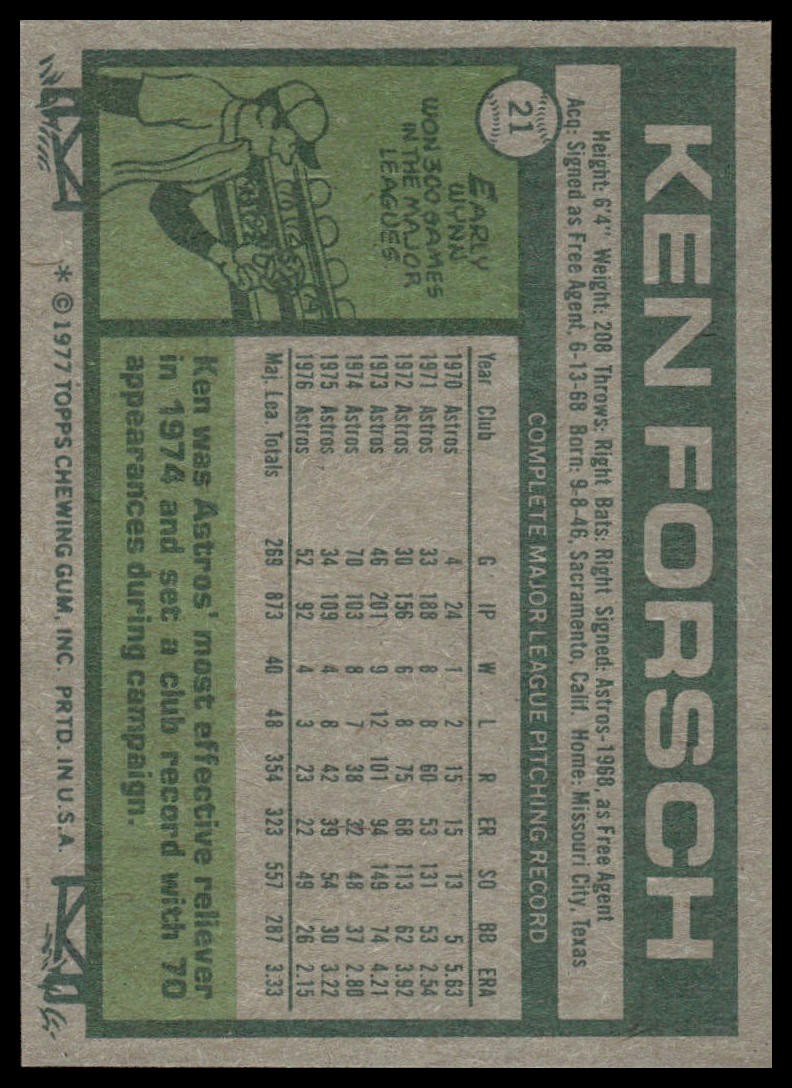 21
KEN FORSCH
Height: 6'4" Weight: 208 Throws: Right Bats: Right Signed: Astros-1968, as Free Agent
Acq: Signed as Free Agent, 6-13-68 Born: 9-8-46, Sacramento, Calif. Home: Missouri City, Texas
COMPLETE MAJOR LEAGUE PITCHING RECORD
EARLY
WYNN
WON 300 GAMES
IN THE MAJOR
LEAGUES.
Year Club G IP W L R ER SO BB ERA
1970 Astros 4 24 1 2 15 15 13 5 5.63
1971 Astros 33 188 8 8 60 53 131 53 2.54
1972 Astros 30 156 6 8 75 68 113 62 3.92
1973 Astros 46 201 9 12 101 94 149 74 4.21
1974 Astros 70 103 8 7 38 32 48 37 2.80
1975 Astros 34 109 4 8 42 39 54 30 3.22
1976 Astros 52 92 4 3 23 22 49 26 2.15
Maj. Lea. Totals 269 873 40 48 354 323 557 287 3.33
Ken was Astros' most effective reliever
in 1974 and set a club record with 70
appearances during campaign.
* © 1977 TOPPS CHEWING GUM, INC. PRTD. IN U.S.A.